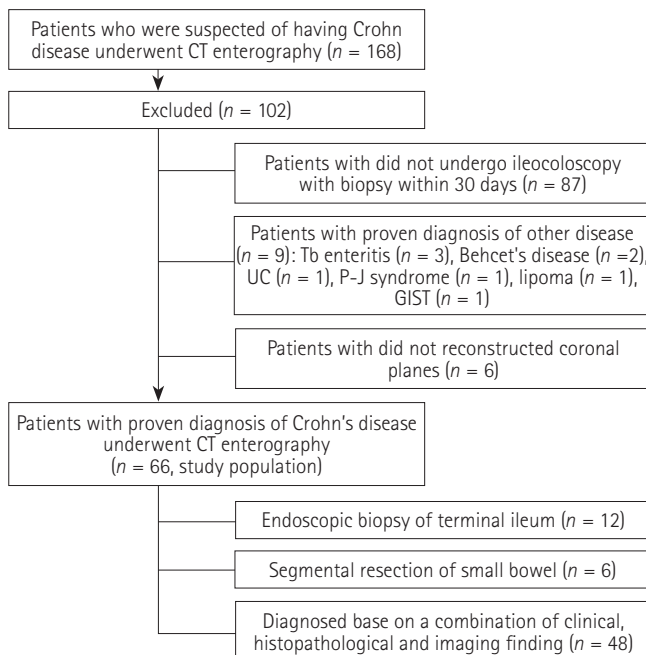 Patients who were suspected of having Crohn
disease underwent CT enterography (n = 168)
Excluded (n = 102)
Patients with did not undergo ileocoloscopy
with biopsy within 30 days (n = 87)
Patients with proven diagnosis of other disease
(n = 9): Tb enteritis (n = 3), Behcet's disease (n =2),
UC (n = 1), P-J syndrome (n = 1), lipoma (n = 1),
GIST (n = 1)
Patients with did not reconstructed coronal
planes (n = 6)
Patients with proven diagnosis of Crohn's disease
underwent CT enterography
(n = 66, study population)
Endoscopic biopsy of terminal ileum (n = 12)
Segmental resection of small bowel (n = 6)
Diagnosed base on a combination of clinical,
histopathological and imaging finding (n = 48)